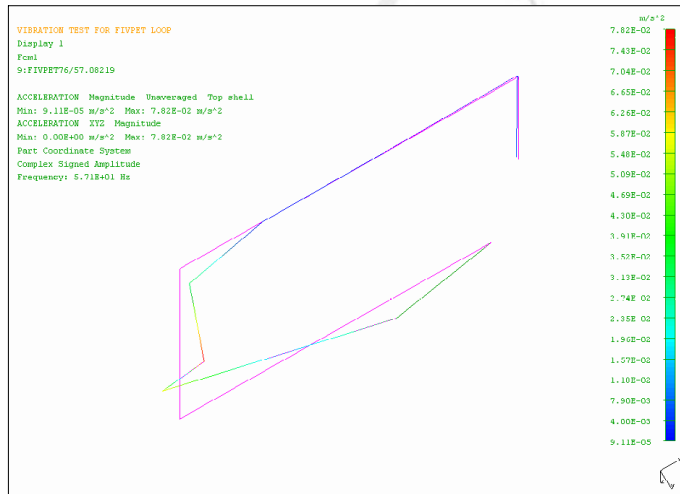 VIBRATION TEST FOR FIVPET LOOP
Display 1
Fem1
9:FIVPET76/57.08219
ACCELERATION Magnitude Unaveraged Top shell
Min: 9.11E-05 m/s^2 Max: 7.82E-02 m/s^2
ACCELERATION XYZ Magnitude
Min: 0.00E+00 m/s^2 Max: 7.82E-02 m/s^2
Part Coordinate System
Complex Signed Amplitude
Frequency: 5.71E+01 Hz
m/s^2
7.82E-02
7.43E-02
7.04E-02
6.65E-02
6.26E-02
5.87E-02
5.48E-02
5.09E-02
4.69E-02
4.30E-02
3.91E-02
3.52E-02
3.13E-02
2.74E 02
2.35E 02
1.96E 02
1.57E-02
1.18E-02
7.90E-03
4.00E-03
9.11E-05